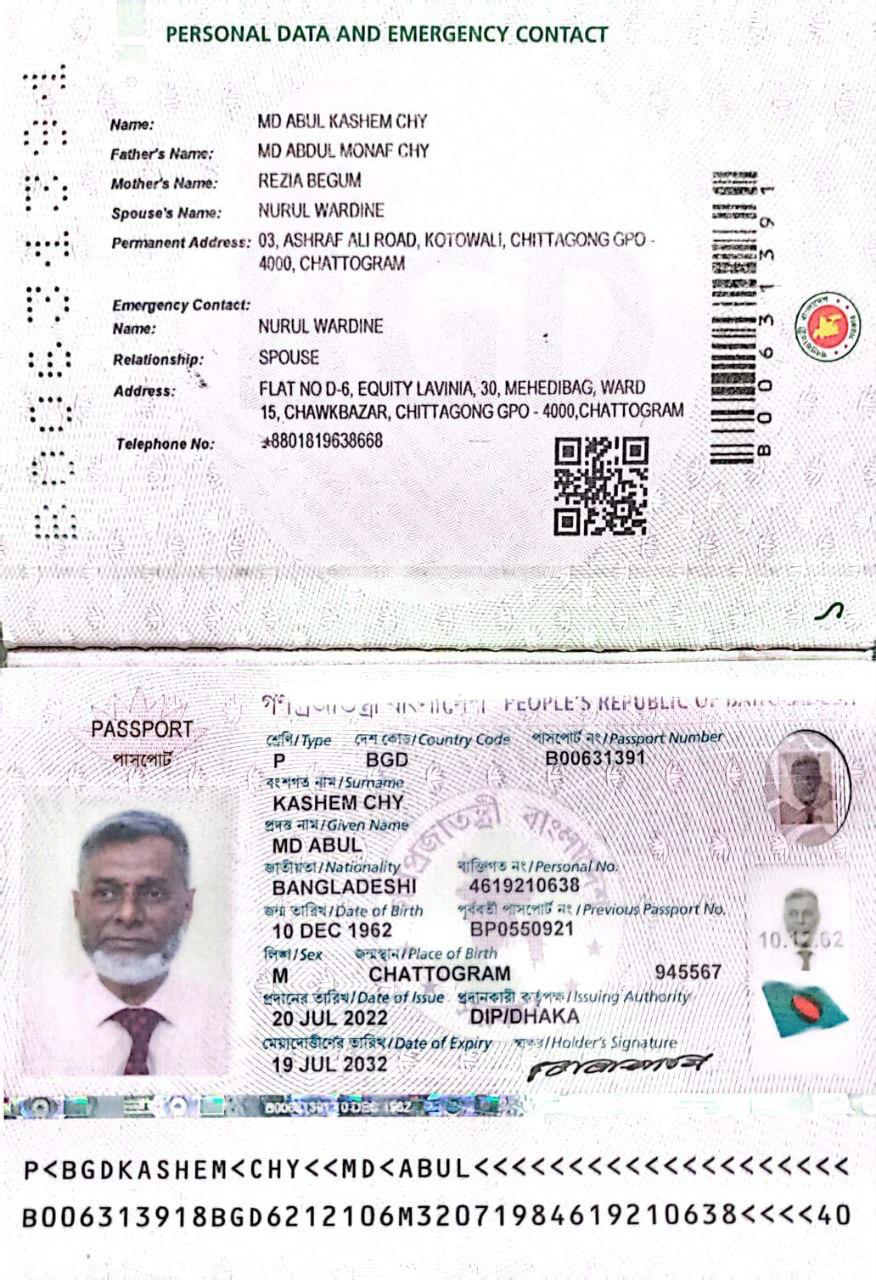 PERSONAL DATA AND EMERGENCY CONTACT
Name: MD ABUL KASHEM CHY
Father's Name: MD ABDUL MONAF CHY
Mother's Name: REZIA BEGUM
Spouse's Name: NURUL WARDINE
Permanent Address: 03, ASHRAF ALI ROAD, KOTOWALI, CHITTAGONG GPO -
4000, CHATTOGRAM
Emergency Contact:
Name: NURUL WARDINE
Relationship: SPOUSE
Address: FLAT NO D-6, EQUITY LAVINIA, 30, MEHEDIBAG, WARD
15, CHAWKBAZAR, CHITTAGONG GPO - 4000,CHATTOGRAM
Telephone No: +8801819638668
B00631391
B00631391
PEOPLE'S REPUBLIC OF BANGLADESH
PASSPORT
পাসপোর্ট
শ্রেণি/Type দেশ কোড/Country Code পাসপোর্ট নং/Passport Number
P BGD B00631391
বংশগত নাম/Surname
KASHEM CHY
প্রদত্ত নাম/Given Name
MD ABUL
জাতীয়তা/Nationality ব্যক্তিগত নং/Personal No.
BANGLADESHI 4619210638
জন্ম তারিখ/Date of Birth পূর্ববর্তী পাসপোর্ট নং/Previous Passport No.
10 DEC 1962 BP0550921
লিঙ্গ/Sex জন্মস্থান/Place of Birth
M CHATTOGRAM 945567
প্রদানের তারিখ/Date of Issue প্রদানকারী কর্তৃপক্ষ/Issuing Authority
20 JUL 2022 DIP/DHAKA
মেয়াদোত্তীর্ণের তারিখ/Date of Expiry স্বাক্ষর/Holder's Signature
19 JUL 2032
10.12.62
P<BGDKASHEM<CHY<<MD<ABUL<<<<<<<<<<<<<<<<<<<<
B006313918BGD6212106M32071984619210638<<<<40